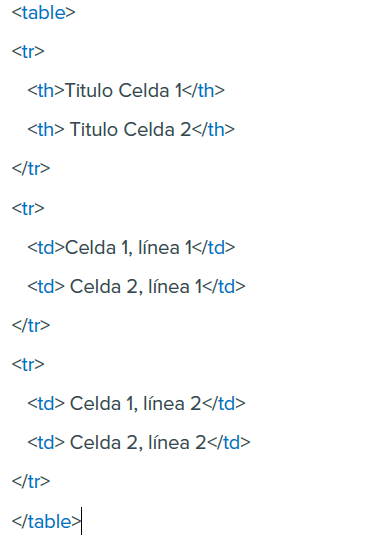 <table>
<tr>
<th>Titulo Celda 1</th>
<th> Titulo Celda 2</th>
</tr>
<tr>
<td>Celda 1, línea 1</td>
<td> Celda 2, línea 1</td>
</tr>
<tr>
<td> Celda 1, línea 2</td>
<td> Celda 2, línea 2</td>
</tr>
</table>